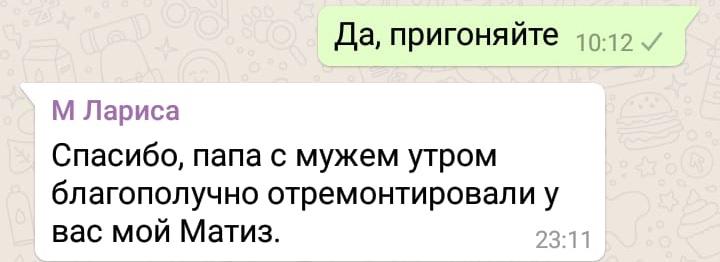 Да, пригоняйте 10:12
М Лариса
Спасибо, папа с мужем утром
благополучно отремонтировали у
вас мой Матиз. 23:11